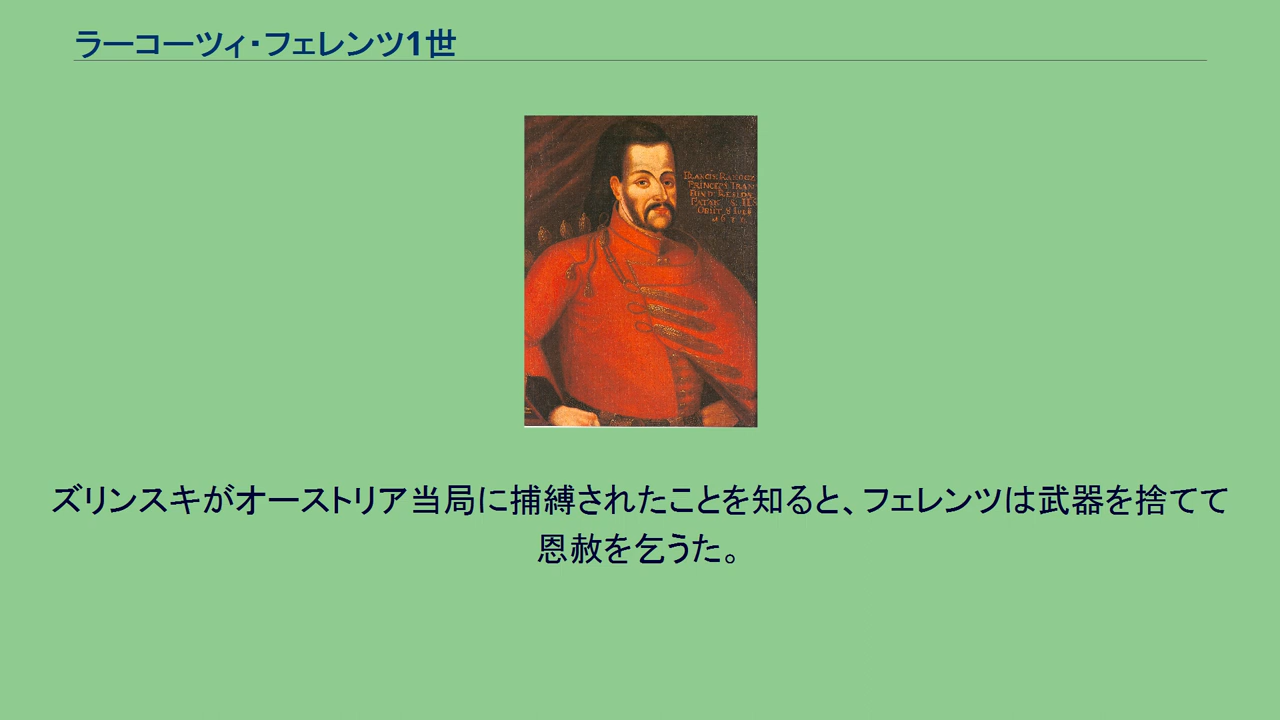 ラーコーツィ・フェレンツ1世
PRINCEPS TRAN
ズリンスキがオーストリア当局に捕縛されたことを知ると、フェレンツは武器を捨てて
恩赦を乞うた。